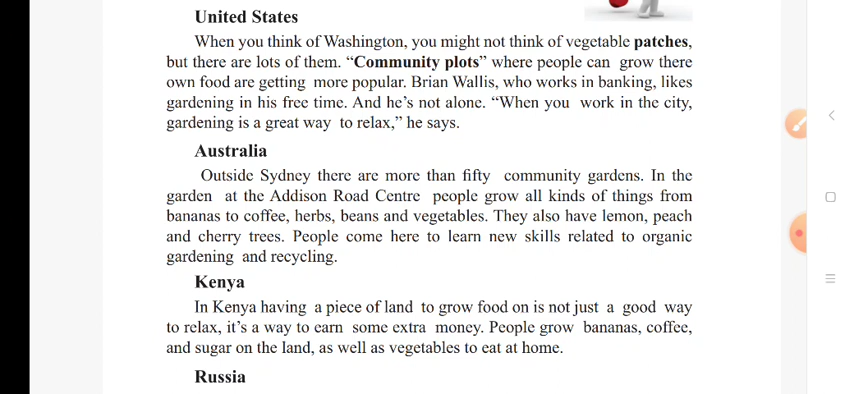 United States
When you think of Washington, you might not think of vegetable patches,
but there are lots of them. “Community plots” where people can grow there
own food are getting more popular. Brian Wallis, who works in banking, likes
gardening in his free time. And he’s not alone. “When you work in the city,
gardening is a great way to relax,” he says.
Australia
Outside Sydney there are more than fifty community gardens. In the
garden at the Addison Road Centre people grow all kinds of things from
bananas to coffee, herbs, beans and vegetables. They also have lemon, peach
and cherry trees. People come here to learn new skills related to organic
gardening and recycling.
Kenya
In Kenya having a piece of land to grow food on is not just a good way
to relax, it’s a way to earn some extra money. People grow bananas, coffee,
and sugar on the land, as well as vegetables to eat at home.
Russia